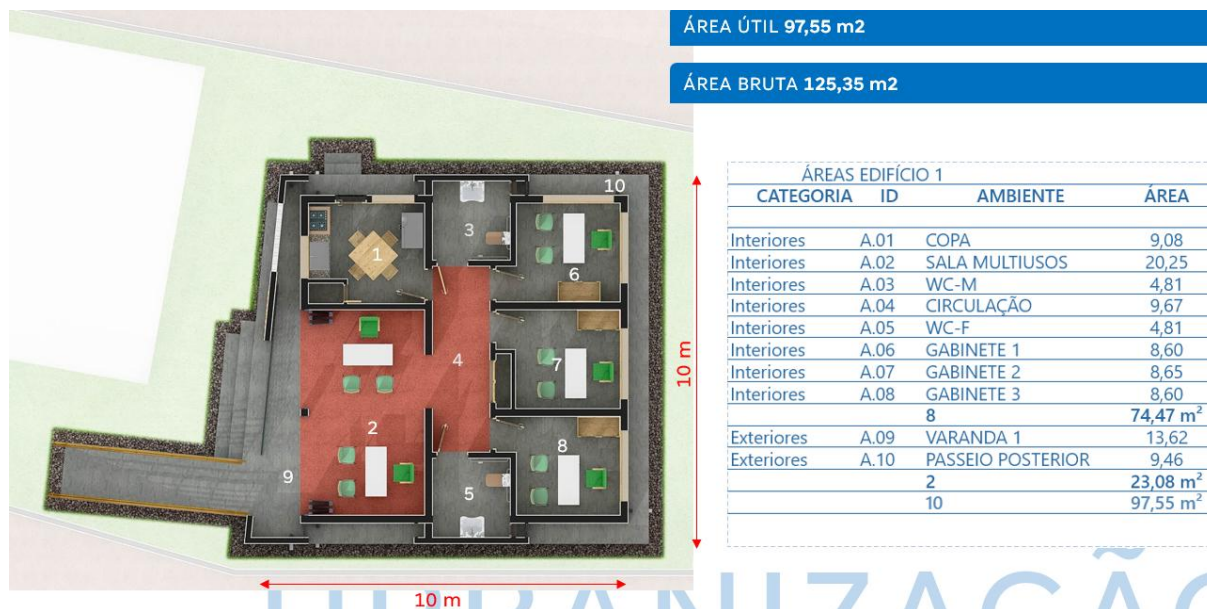 ÁREA ÚTIL 97,55 m2
ÁREA BRUTA 125,35 m2
10
3
1
6
4
7
2
8
9
5
10 m
10 m
ÁREAS EDIFÍCIO 1
CATEGORIA ID AMBIENTE ÁREA
Interiores A.01 COPA 9,08
Interiores A.02 SALA MULTIUSOS 20,25
Interiores A.03 WC-M 4,81
Interiores A.04 CIRCULAÇÃO 9,67
Interiores A.05 WC-F 4,81
Interiores A.06 GABINETE 1 8,60
Interiores A.07 GABINETE 2 8,65
Interiores A.08 GABINETE 3 8,60
8 74,47 m²
Exteriores A.09 VARANDA 1 13,62
Exteriores A.10 PASSEIO POSTERIOR 9,46
2 23,08 m²
10 97,55 m²